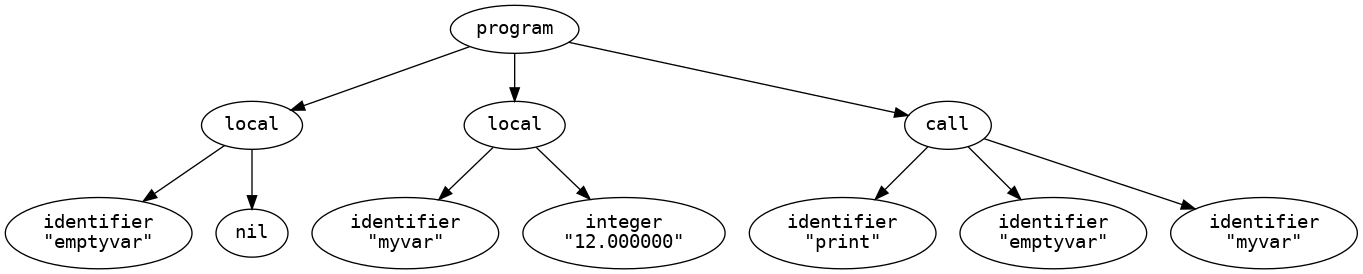 program
local
local
call
identifier
"emptyvar"
nil
identifier
"myvar"
integer
"12.000000"
identifier
"print"
identifier
"emptyvar"
identifier
"myvar"